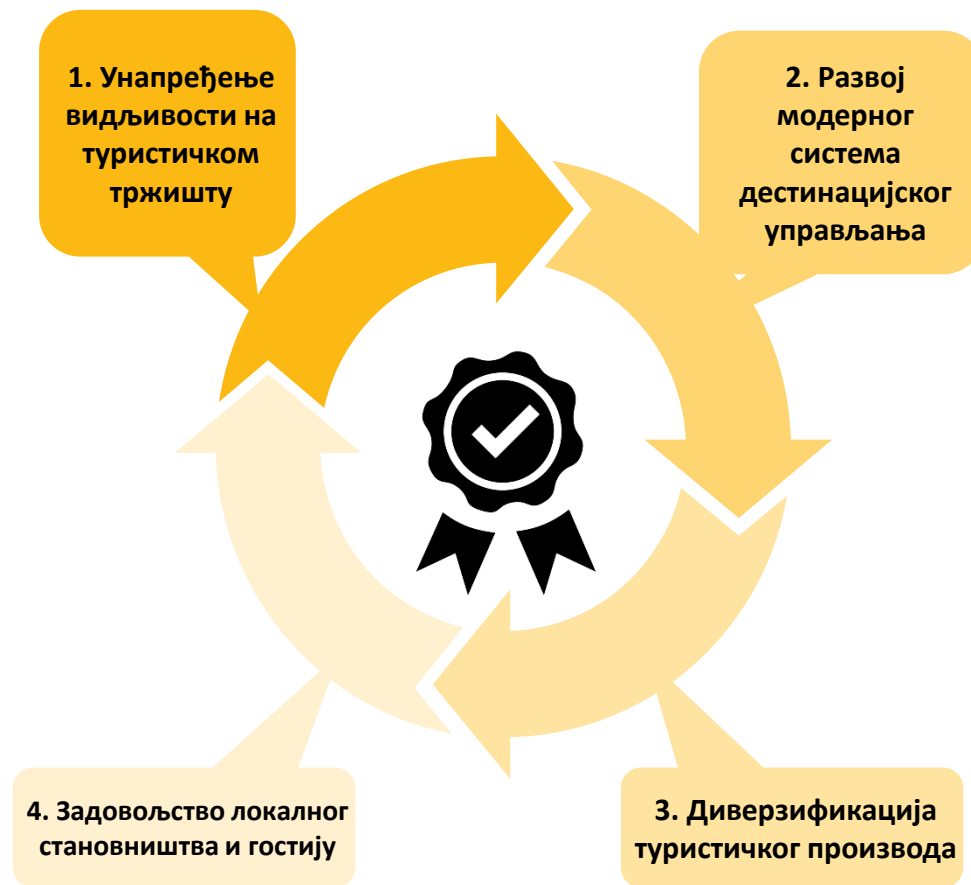 1. Унапређење
видљивости на
туристичком
тржишту
2. Развој
модерног
система
дестинацијског
управљања
3. Диверзификација
туристичког производа
4. Задовољство локалног
становништва и гостију